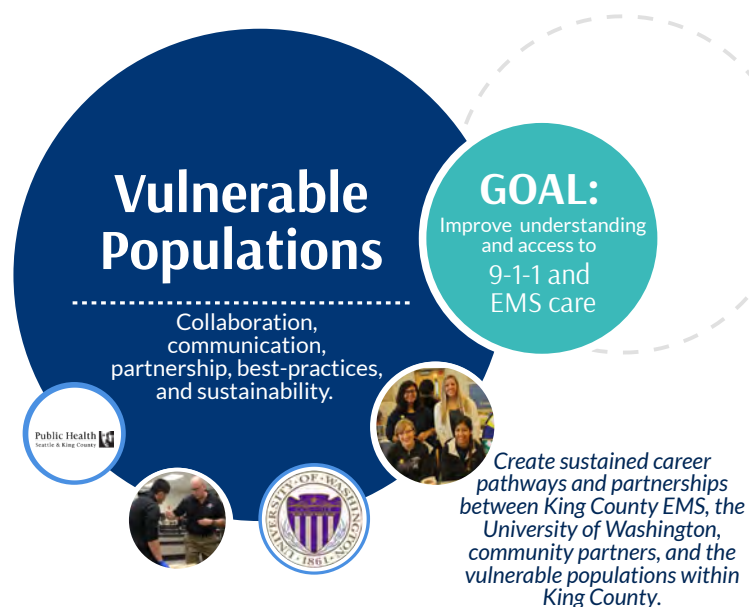 Vulnerable
Populations
Collaboration,
communication,
partnership, best-practices,
and sustainability.
GOAL:
Improve understanding
and access to
9-1-1 and
EMS care
Public Health
Seattle & King County
UNIVERSITY·OF·WASHINGTON
1861
Create sustained career
pathways and partnerships
between King County EMS, the
University of Washington,
community partners, and the
vulnerable populations within
King County.